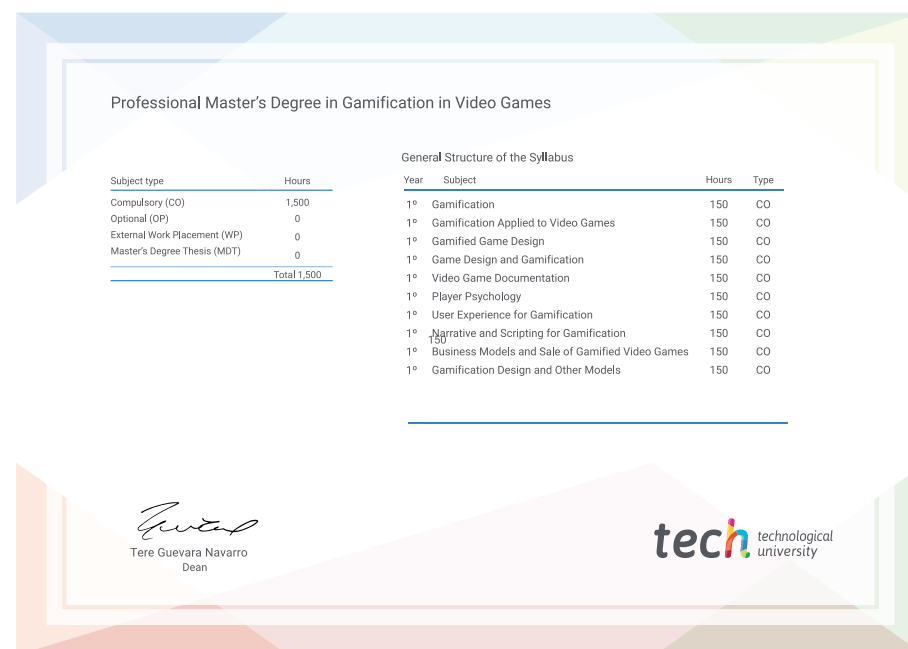 Professional Master's Degree in Gamification in Video Games
Subject type Hours
Compulsory (CO) 1,500
Optional (OP) 0
External Work Placement (WP) 0
Master's Degree Thesis (MDT) 0
Total 1,500
General Structure of the Syllabus
Year Subject Hours Type
1º Gamification 150 CO
1º Gamification Applied to Video Games 150 CO
1º Gamified Game Design 150 CO
1º Game Design and Gamification 150 CO
1º Video Game Documentation 150 CO
1º Player Psychology 150 CO
1º User Experience for Gamification 150 CO
1º Narrative and Scripting for Gamification 150 CO
150
1º Business Models and Sale of Gamified Video Games 150 CO
1º Gamification Design and Other Models 150 CO
Tere Guevara Navarro
Dean
tech technological
university